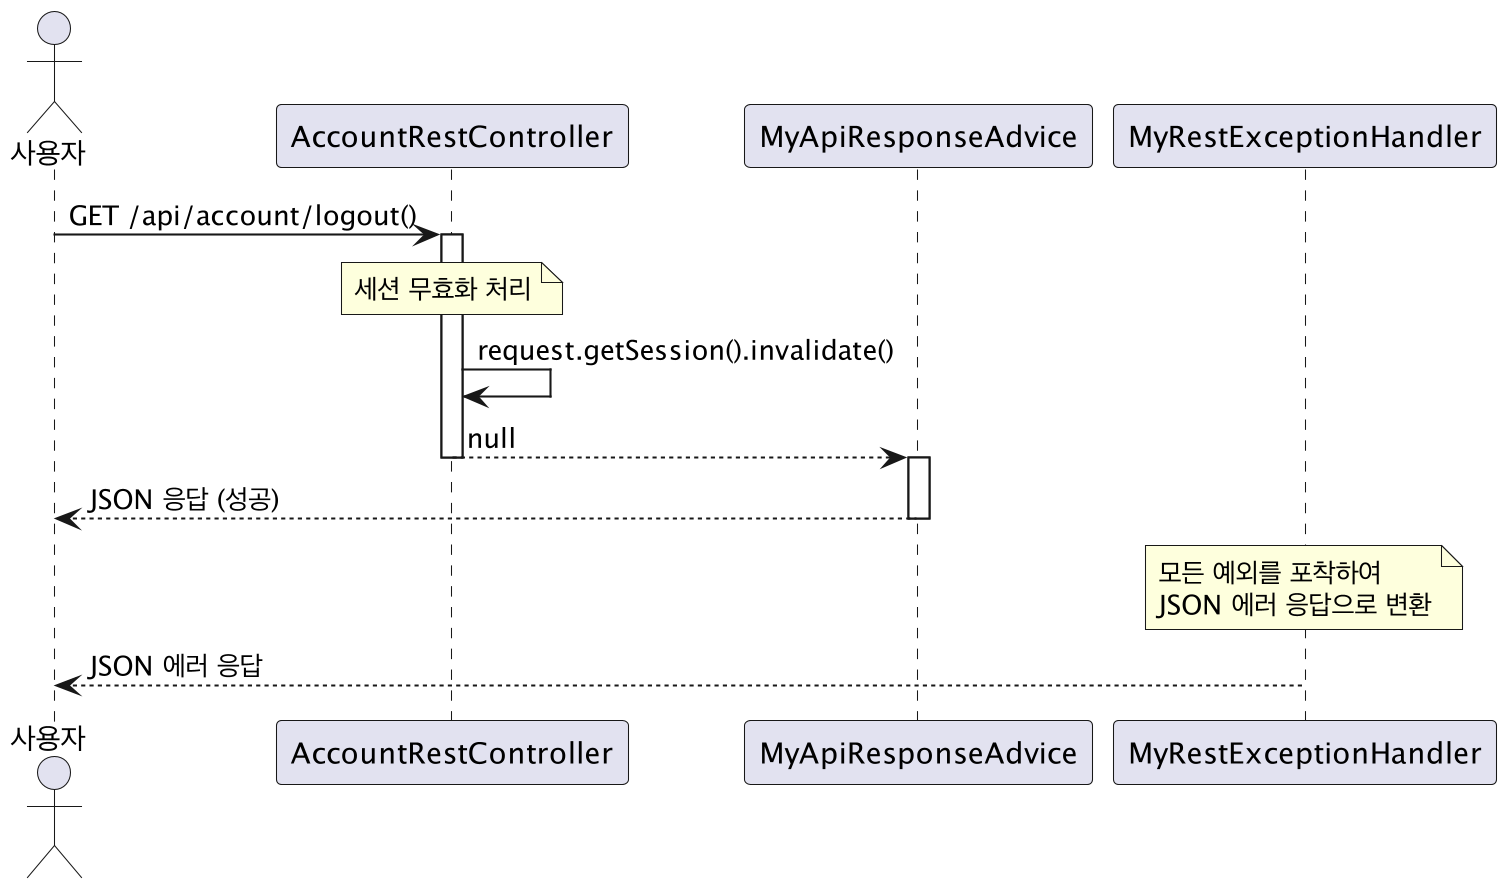 사용자
AccountRestController
MyApiResponseAdvice
MyRestExceptionHandler
GET /api/account/logout()
세션 무효화 처리
request.getSession().invalidate()
null
JSON 응답 (성공)
모든 예외를 포착하여
JSON 에러 응답으로 변환
JSON 에러 응답
사용자
AccountRestController
MyApiResponseAdvice
MyRestExceptionHandler